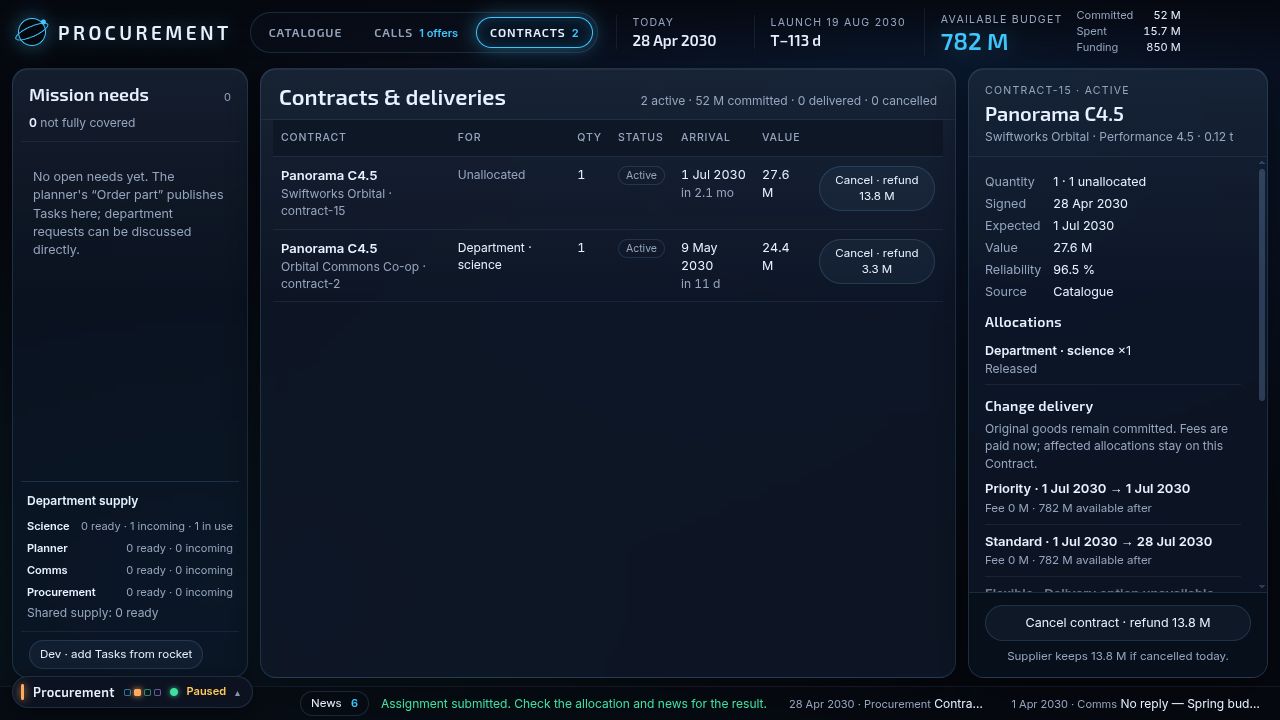 PROCUREMENT
CATALOGUE
CALLS 1 offers
CONTRACTS 2
TODAY
28 Apr 2030
LAUNCH 19 AUG 2030
T−113 d
AVAILABLE BUDGET
782 M
Committed 52 M
Spent 15.7 M
Funding 850 M
Mission needs 0
0 not fully covered
No open needs yet. The
planner's “Order part” publishes
Tasks here; department
requests can be discussed
directly.
Department supply
Science 0 ready · 1 incoming · 1 in use
Planner 0 ready · 0 incoming
Comms 0 ready · 0 incoming
Procurement 0 ready · 0 incoming
Shared supply: 0 ready
Dev · add Tasks from rocket
Contracts & deliveries
2 active · 52 M committed · 0 delivered · 0 cancelled
CONTRACT FOR QTY STATUS ARRIVAL VALUE
Panorama C4.5 Unallocated 1 Active 1 Jul 2030 27.6
Swiftworks Orbital · in 2.1 mo M
contract-15
Cancel · refund
13.8 M
Panorama C4.5 Department · 1 Active 9 May 24.4
Orbital Commons Co-op · science 2030 M
contract-2 in 11 d
Cancel · refund
3.3 M
CONTRACT-15 · ACTIVE
Panorama C4.5
Swiftworks Orbital · Performance 4.5 · 0.12 t
Quantity 1 · 1 unallocated
Signed 28 Apr 2030
Expected 1 Jul 2030
Value 27.6 M
Reliability 96.5 %
Source Catalogue
Allocations
Department · science ×1
Released
Change delivery
Original goods remain committed. Fees are
paid now; affected allocations stay on this
Contract.
Priority · 1 Jul 2030 → 1 Jul 2030
Fee 0 M · 782 M available after
Standard · 1 Jul 2030 → 28 Jul 2030
Fee 0 M · 782 M available after
Flexible · Delivery option unavailable
Cancel contract · refund 13.8 M
Supplier keeps 13.8 M if cancelled today.
Procurement Paused
News 6
Assignment submitted. Check the allocation and news for the result.
28 Apr 2030 · Procurement Contra...
1 Apr 2030 · Comms No reply — Spring bud...